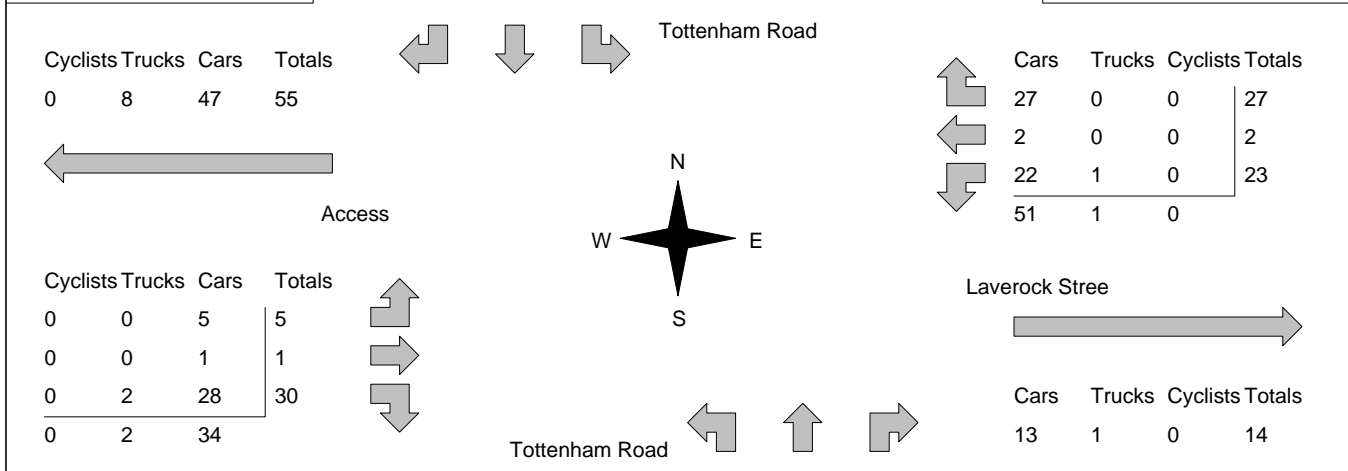 Tottenham Road
Cyclists Trucks Cars Totals
0 8 47 55
Cars Trucks Cyclists Totals
27 0 0 27
2 0 0 2
22 1 0 23
51 1 0
N
W E
S
Access
Cyclists Trucks Cars Totals
0 0 5 5
0 0 1 1
0 2 28 30
0 2 34
Laverock Stree
Cars Trucks Cyclists Totals
13 1 0 14
Tottenham Road